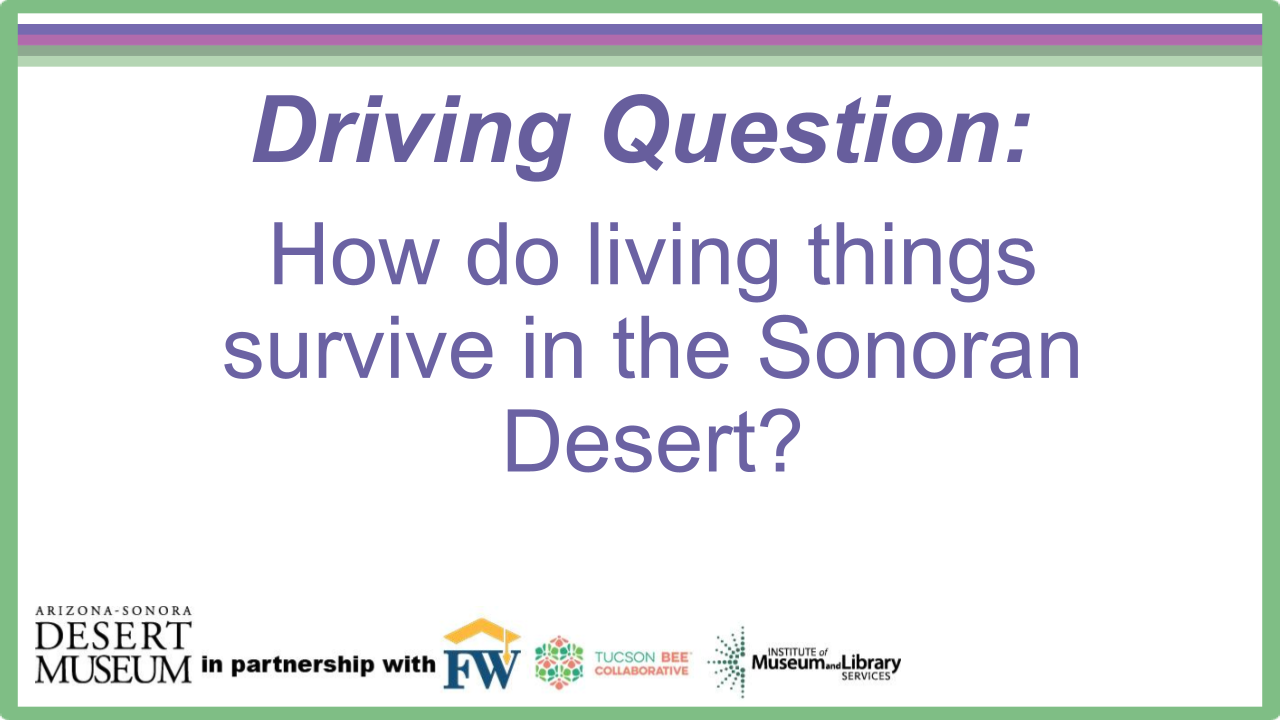 Driving Question:
How do living things
survive in the Sonoran
Desert?
ARIZONA-SONORA
DESERT
MUSEUM
in partnership with
FW
TUCSON BEE
COLLABORATIVE
INSTITUTE of
Museum and Library
SERVICES